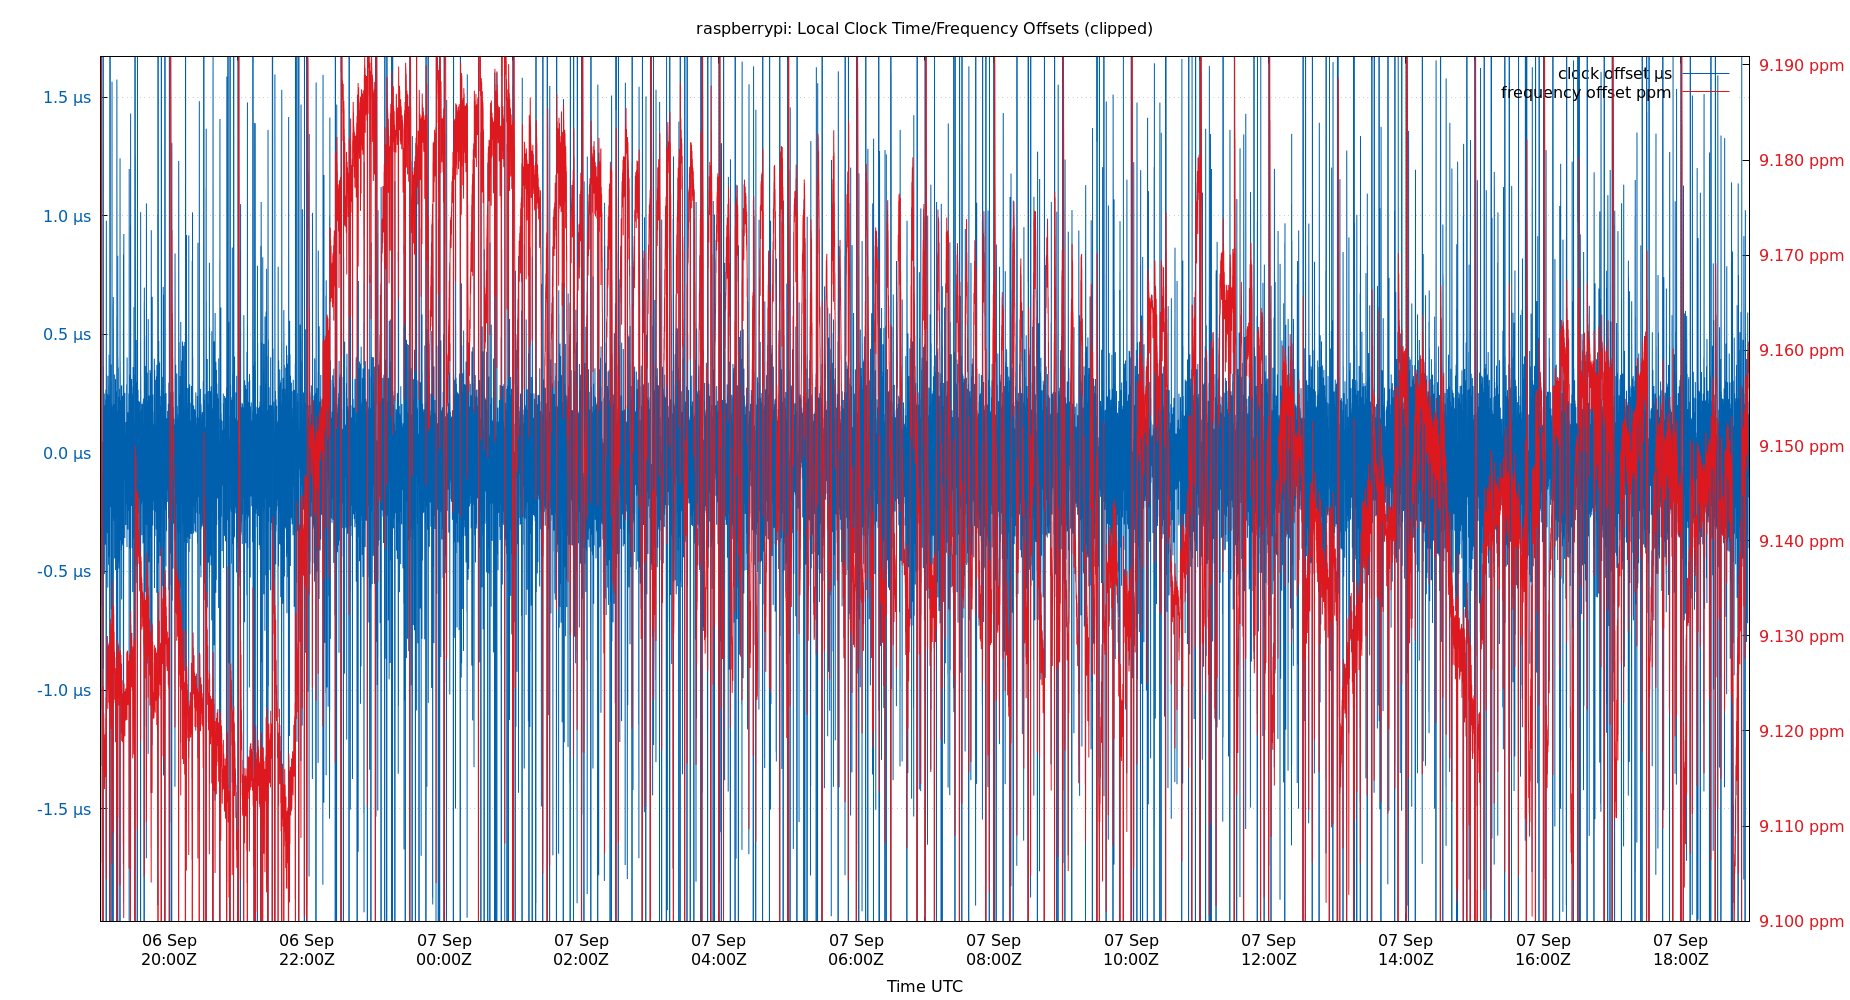 raspberrypi: Local Clock Time/Frequency Offsets (clipped)
clock offset µs
frequency offset ppm
1.5 µs
1.0 µs
0.5 µs
0.0 µs
-0.5 µs
-1.0 µs
-1.5 µs
9.190 ppm
9.180 ppm
9.170 ppm
9.160 ppm
9.150 ppm
9.140 ppm
9.130 ppm
9.120 ppm
9.110 ppm
9.100 ppm
06 Sep 06 Sep 07 Sep 07 Sep 07 Sep 07 Sep 07 Sep 07 Sep 07 Sep 07 Sep 07 Sep 07 Sep
20:00Z 22:00Z 00:00Z 02:00Z 04:00Z 06:00Z 08:00Z 10:00Z 12:00Z 14:00Z 16:00Z 18:00Z
Time UTC